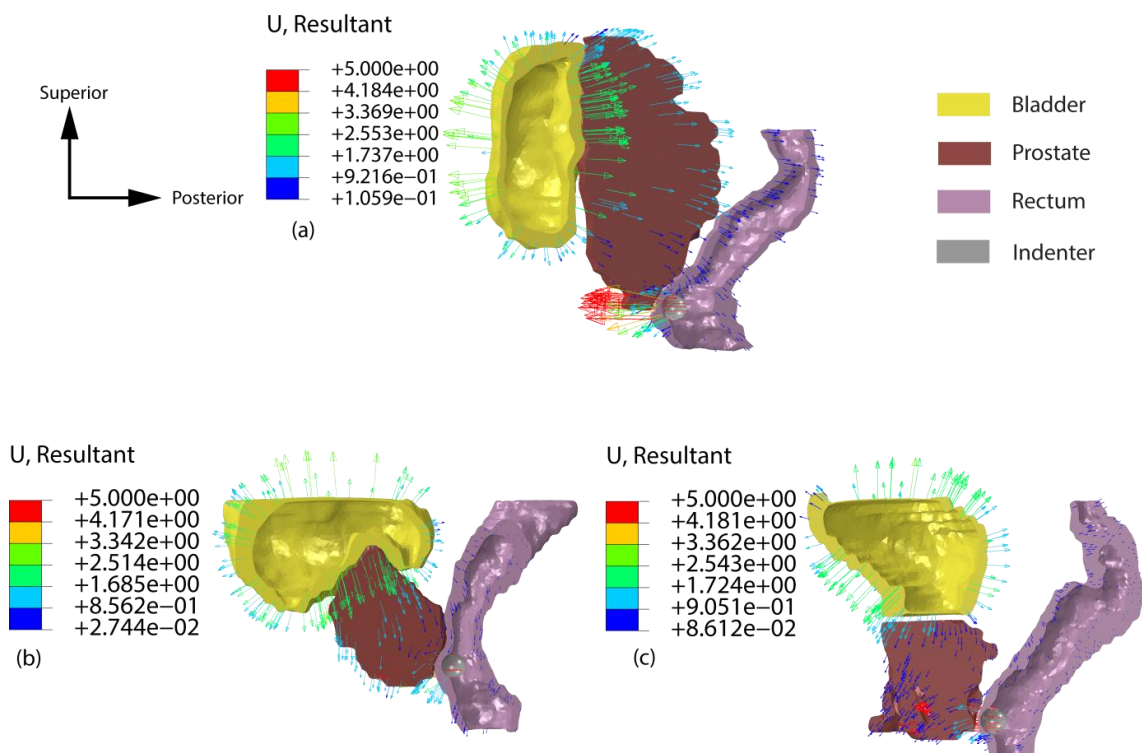 U, Resultant
+5.000e+00
+4.184e+00
+3.369e+00
+2.553e+00
+1.737e+00
+9.216e−01
+1.059e−01
(a)
Superior
Posterior
Bladder
Prostate
Rectum
Indenter
U, Resultant
+5.000e+00
+4.171e+00
+3.342e+00
+2.514e+00
+1.685e+00
+8.562e−01
+2.744e−02
(b)
U, Resultant
+5.000e+00
+4.181e+00
+3.362e+00
+2.543e+00
+1.724e+00
+9.051e−01
+8.612e−02
(c)